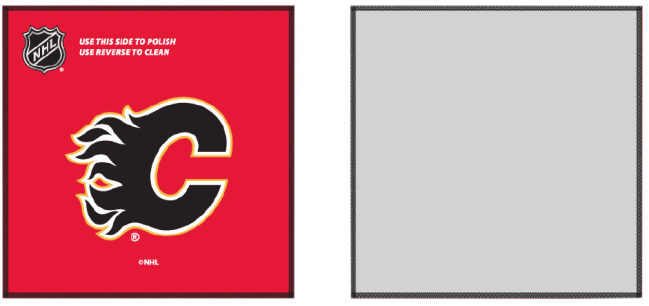 NHL
®
USE THIS SIDE TO POLISH
USE REVERSE TO CLEAN
C
®
©NHL